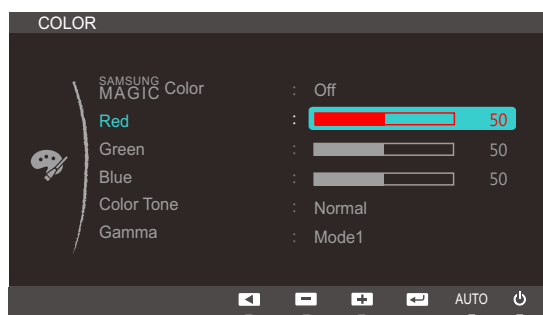 COLOR
SAMSUNG MAGIC Color : Off
Red : 50
Green : 50
Blue : 50
Color Tone : Normal
Gamma : Mode1
AUTO